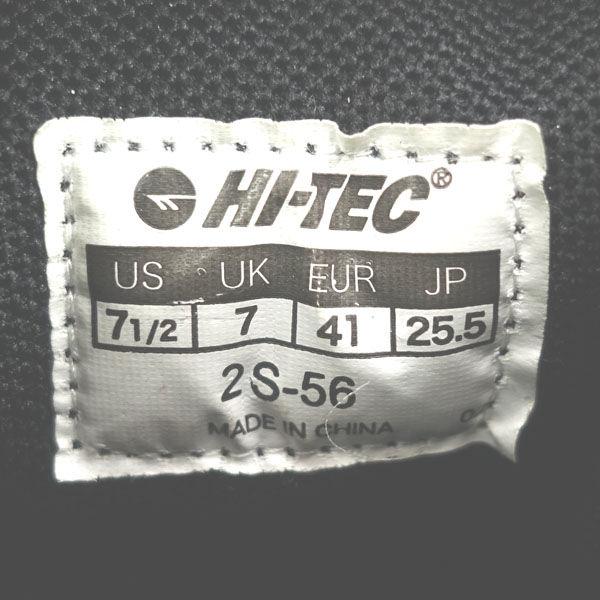 HI-TEC®
US UK EUR JP
7 1/2 7 41 25.5
2S-56
MADE IN CHINA